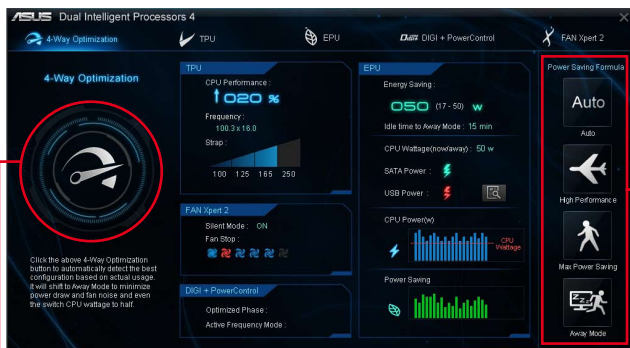 ASUS Dual Intelligent Processors 4
4-Way Optimization
TPU
EPU
DIGI+ DIGI + PowerControl
FAN Xpert 2
4-Way Optimization
Click the above 4-Way Optimization
button to automatically detect the best
configuration based on actual usage.
It will shift to Away Mode to minimize
power draw and fan noise and even
the switch CPU wattage to half.
TPU
CPU Performance :
020 %
Frequency :
100.3 x 16.0
Strap :
100 125 165 250
FAN Xpert 2
Silent Mode : ON
Fan Stop :
DIGI + PowerControl
Optimized Phase :
Active Frequency Mode :
EPU
Energy Saving :
050 (17 - 50) w
Idle time to Away Mode : 15 min
CPU Wattage(now/away) : 50 w
SATA Power :
USB Power :
CPU Power(w)
CPU
Wattage
Power Saving
Power Saving Formula
Auto
Auto
High Performance
Max Power Saving
Away Mode